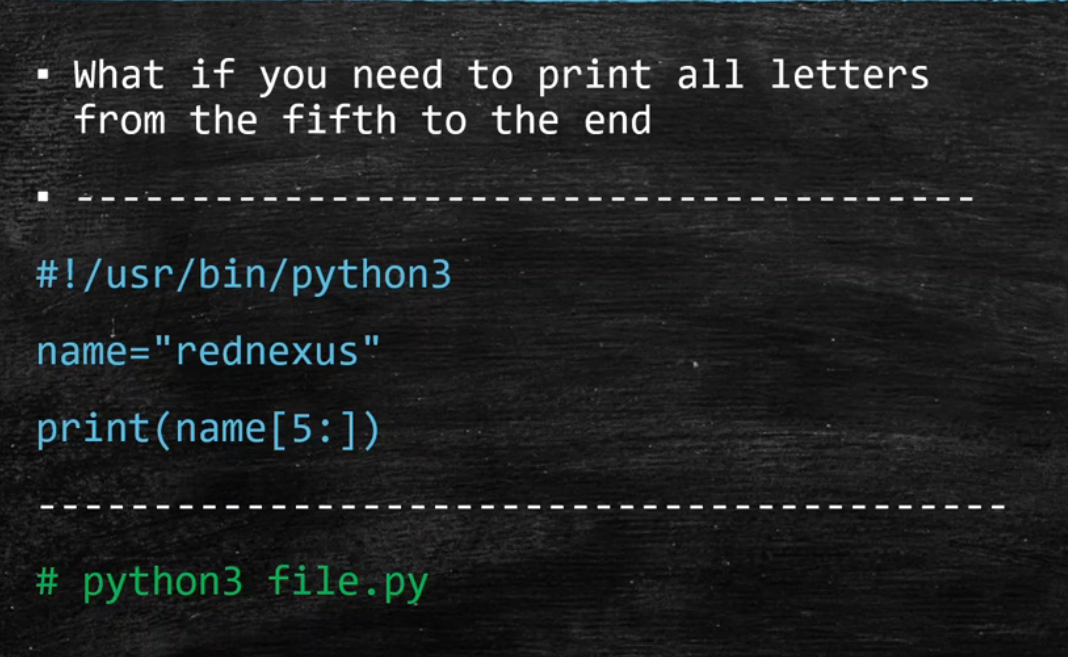 ▪ What if you need to print all letters
from the fifth to the end
▪ ---------------------------------------
#!/usr/bin/python3
name="rednexus"
print(name[5:])
------------------------------------------
# python3 file.py